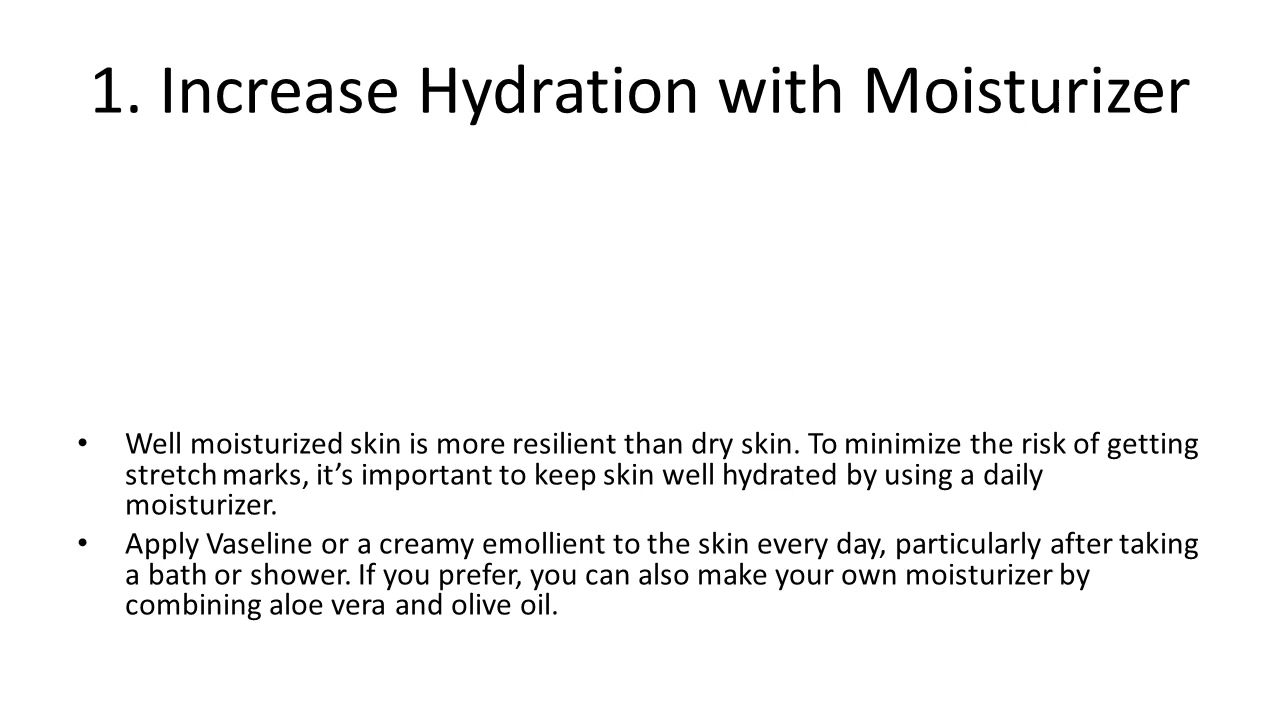 1. Increase Hydration with Moisturizer
• Well moisturized skin is more resilient than dry skin. To minimize the risk of getting
stretch marks, it’s important to keep skin well hydrated by using a daily
moisturizer.
• Apply Vaseline or a creamy emollient to the skin every day, particularly after taking
a bath or shower. If you prefer, you can also make your own moisturizer by
combining aloe vera and olive oil.